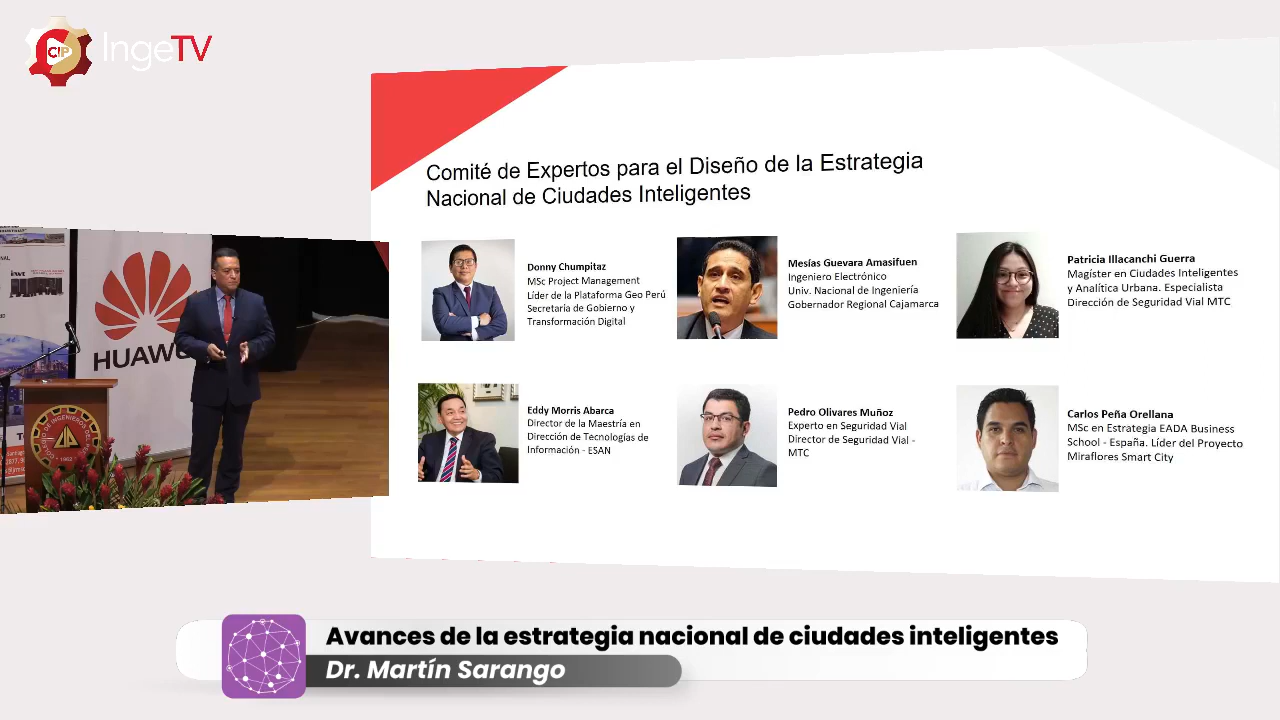 CIP IngeTV
Comité de Expertos para el Diseño de la Estrategia
Nacional de Ciudades Inteligentes
Donny Chumpitaz
MSc Project Management
Líder de la Plataforma Geo Perú
Secretaría de Gobierno y
Transformación Digital
Mesías Guevara Amasifuen
Ingeniero Electrónico
Univ. Nacional de Ingeniería
Gobernador Regional Cajamarca
Patricia Illacanchi Guerra
Magíster en Ciudades Inteligentes
y Analítica Urbana. Especialista
Dirección de Seguridad Vial MTC
Eddy Morris Abarca
Director de la Maestría en
Dirección de Tecnologías de
Información - ESAN
Pedro Olivares Muñoz
Experto en Seguridad Vial
Director de Seguridad Vial -
MTC
Carlos Peña Orellana
MSc en Estrategia EADA Business
School - España. Líder del Proyecto
Miraflores Smart City
HUAW
1962
Avances de la estrategia nacional de ciudades inteligentes
Dr. Martín Sarango